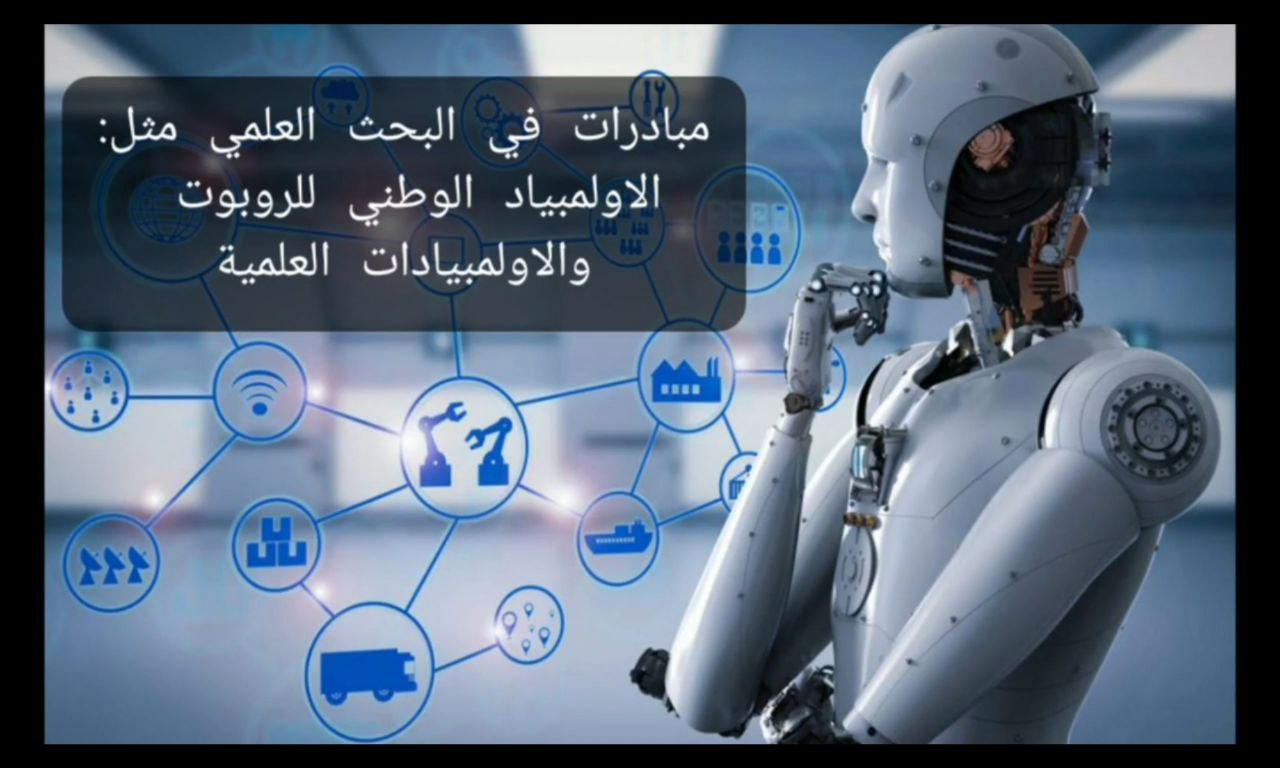 مبادرات في البحث العلمي مثل:
الاولمبياد الوطني للروبوت
والاولمبيادات العلمية